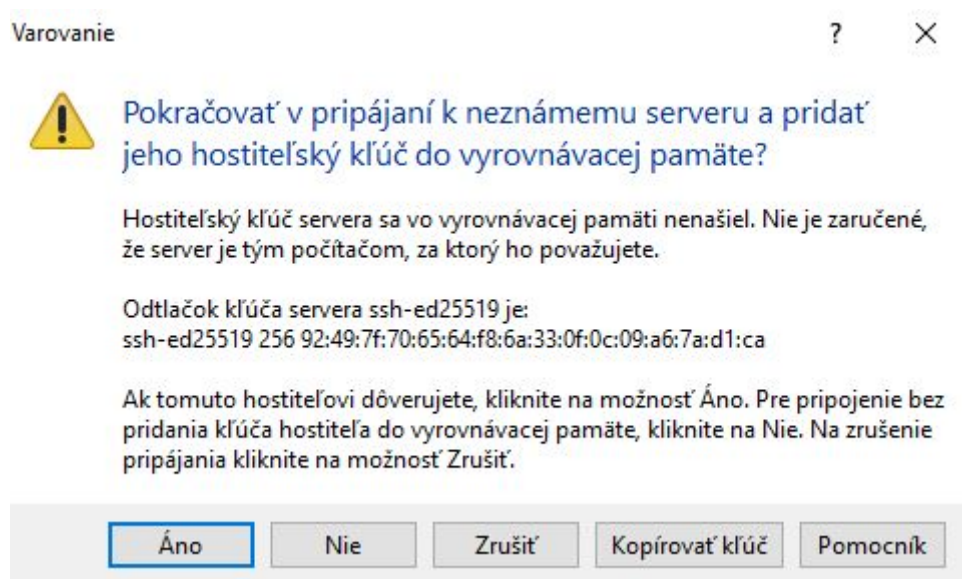 Varovanie
Pokračovať v pripájaní k neznámemu serveru a pridať
jeho hostiteľský kľúč do vyrovnávacej pamäte?
Hostiteľský kľúč servera sa vo vyrovnávacej pamäti nenašiel. Nie je zaručené,
že server je tým počítačom, za ktorý ho považujete.
Odtlačok kľúča servera ssh-ed25519 je:
ssh-ed25519 256 92:49:7f:70:65:64:f8:6a:33:0f:0c:09:a6:7a:d1:ca
Ak tomuto hostiteľovi dôverujete, kliknite na možnosť Áno. Pre pripojenie bez
pridania kľúča hostiteľa do vyrovnávacej pamäte, kliknite na Nie. Na zrušenie
pripájania kliknite na možnosť Zrušiť.
Áno Nie Zrušiť Kopírovať kľúč Pomocník